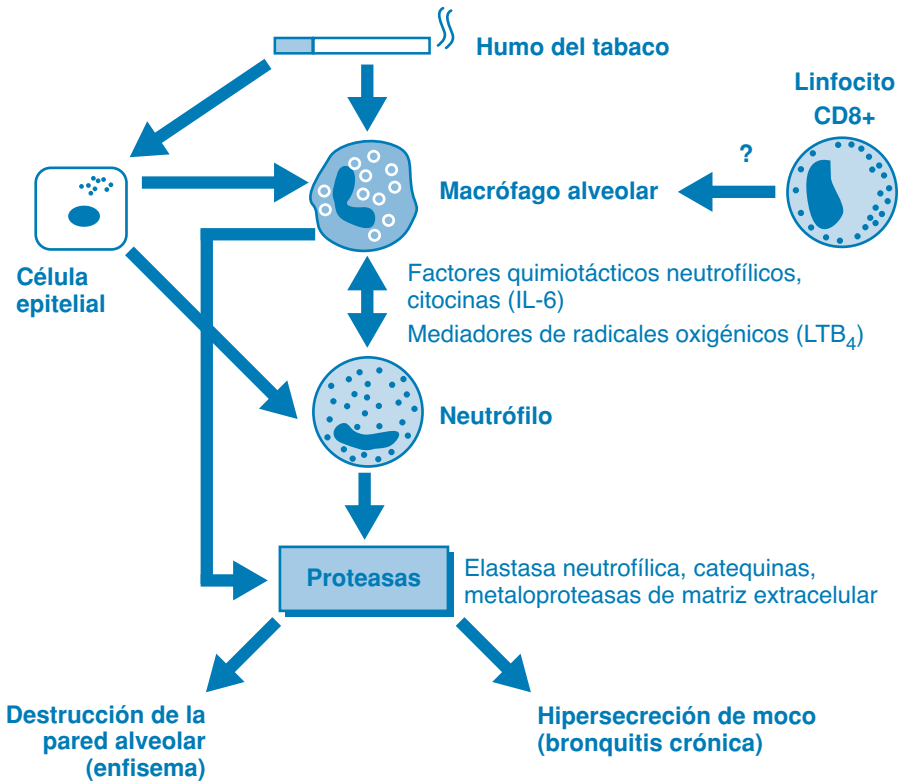 Humo del tabaco
Linfocito
CD8+
?
Macrófago alveolar
Célula
epitelial
Factores quimiotácticos neutrofílicos,
citocinas (IL-6)
Mediadores de radicales oxigénicos (LTB₄)
Neutrófilo
Proteasas
Elastasa neutrofílica, catequinas,
metaloproteasas de matriz extracelular
Destrucción de la
pared alveolar
(enfisema)
Hipersecreción de moco
(bronquitis crónica)